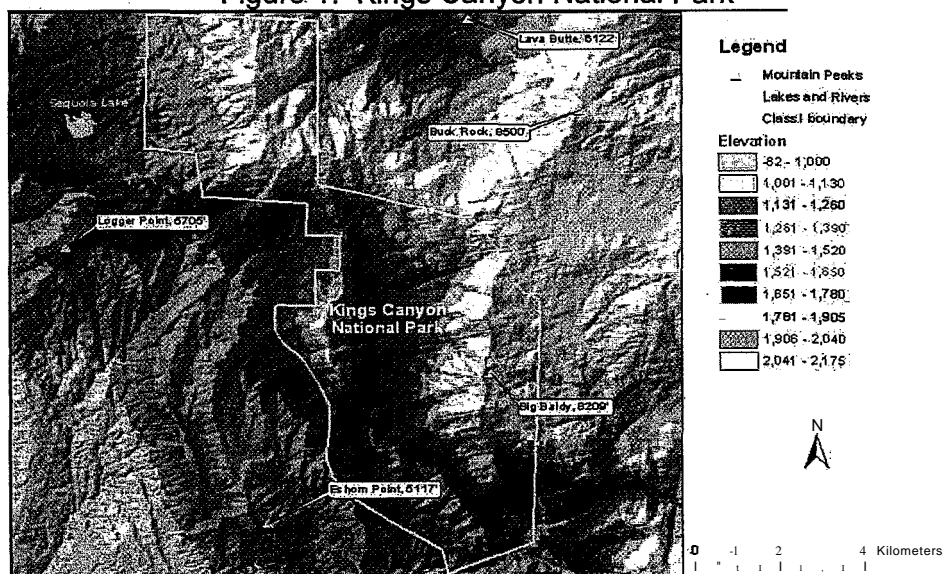 Figure 1. Kings Canyon National Park
Lava Butte, 6122'
Sequoia Lake
Buck Rock, 8500'
Logger Point, 5705'
Kings Canyon
National Park
Big Baldy, 8209'
Eshom Point, 5117'
Legend
Mountain Peaks
Lakes and Rivers
Class I Boundary
Elevation
-82 - 1,000
1,001 - 1,130
1,131 - 1,260
1,261 - 1,390
1,391 - 1,520
1,521 - 1,650
1,651 - 1,780
1,781 - 1,905
1,906 - 2,040
2,041 - 2,175
N
0 1 2 4 Kilometers